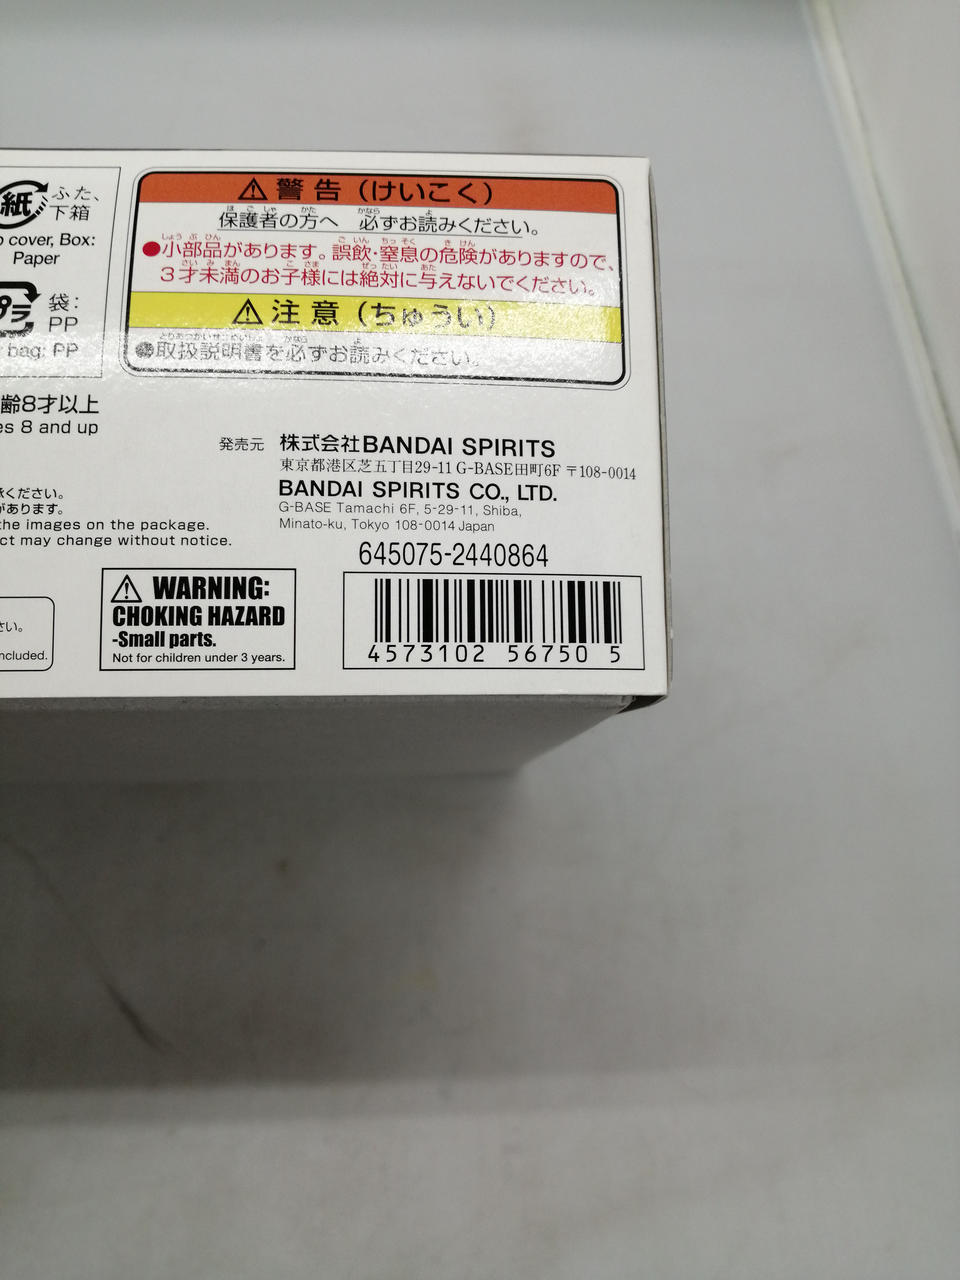 紙
ふた、
下箱
cover, Box:
Paper
プラ
袋:
PP
bag: PP
齢8才以上
es 8 and up
ください。
があります。
the images on the package.
ct may change without notice.
さい。
ncluded.
警告(けいこく)
保護者の方へ 必ずお読みください。
●小部品があります。誤飲・窒息の危険がありますので、
3才未満のお子様には絶対に与えないでください。
注意(ちゅうい)
●取扱説明書を必ずお読みください。
発売元 株式会社BANDAI SPIRITS
東京都港区芝五丁目29-11 G-BASE田町6F 〒108-0014
BANDAI SPIRITS CO., LTD.
G-BASE Tamachi 6F, 5-29-11, Shiba,
Minato-ku, Tokyo 108-0014 Japan
645075-2440864
WARNING:
CHOKING HAZARD
-Small parts.
Not for children under 3 years.
4573102 56750 5